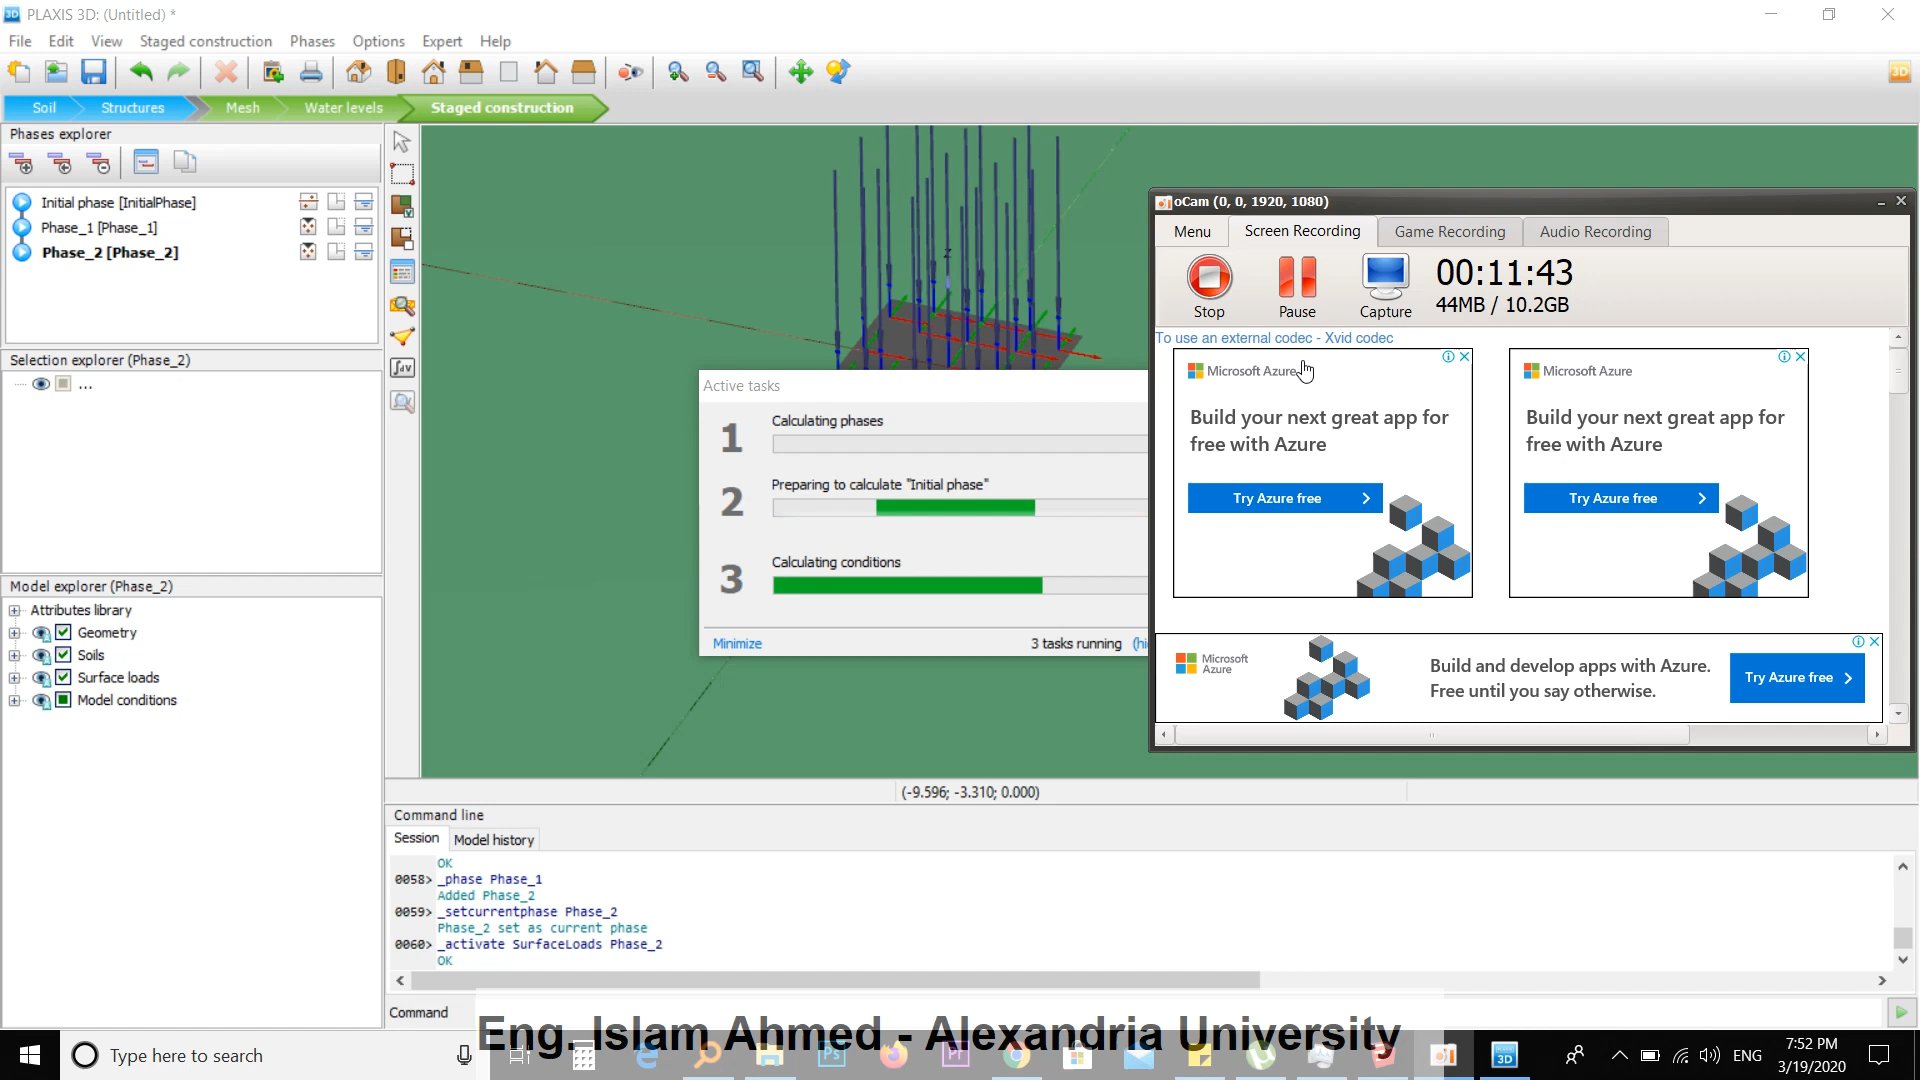 PLAXIS 3D: (Untitled) *
File Edit View Staged construction Phases Options Expert Help
Soil Structures Mesh Water levels Staged construction
Phases explorer
Initial phase [InitialPhase]
Phase_1 [Phase_1]
Phase_2 [Phase_2]
Selection explorer (Phase_2)
...
Model explorer (Phase_2)
Attributes library
Geometry
Soils
Surface loads
Model conditions
z
Active tasks
1 Calculating phases
2 Preparing to calculate "Initial phase"
3 Calculating conditions
Minimize 3 tasks running (hi
oCam (0, 0, 1920, 1080)
Menu Screen Recording Game Recording Audio Recording
Stop Pause Capture
00:11:43
44MB / 10.2GB
To use an external codec - Xvid codec
Microsoft Azure
Build your next great app for
free with Azure
Try Azure free
Microsoft Azure
Build your next great app for
free with Azure
Try Azure free
Microsoft
Azure
Build and develop apps with Azure.
Free until you say otherwise.
Try Azure free
(-9.596; -3.310; 0.000)
Command line
Session Model history
OK
0058> _phase Phase_1
Added Phase_2
0059> _setcurrentphase Phase_2
Phase_2 set as current phase
0060> _activate SurfaceLoads Phase_2
OK
Command
Eng. Islam Ahmed - Alexandria University
Type here to search
Ps
Pr
3D
ENG
7:52 PM
3/19/2020